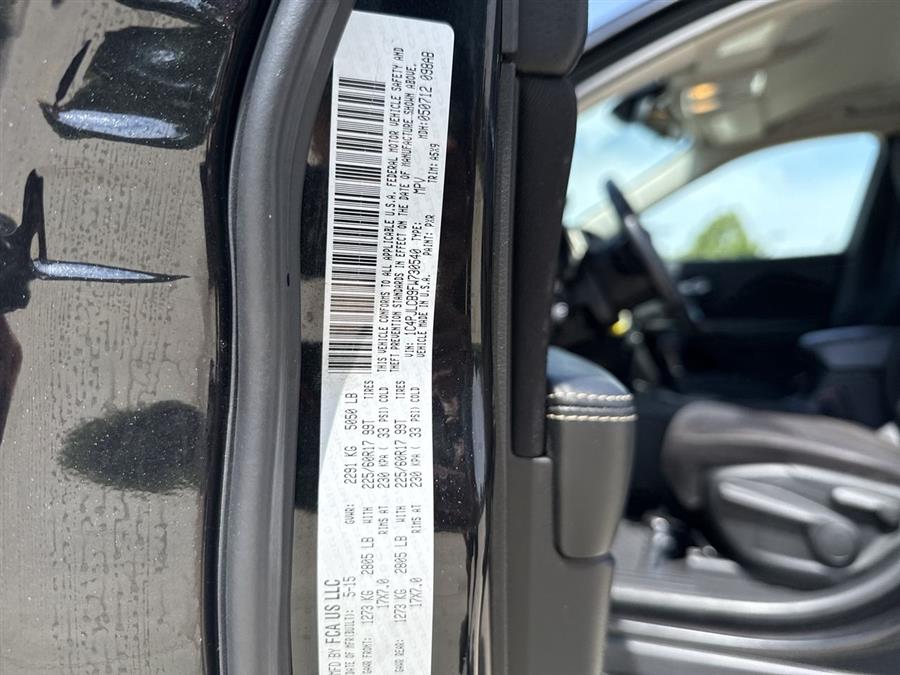 MFD BY FCA US LLC
DATE OF MFR(BUILT): 5-15 GVWR: 2291 KG 5050 LB
GAWR FRONT: 1273 KG 2805 LB WITH 225/60R17 99T TIRES
17X7.0 RIMS AT 230 KPA ( 33 PSI) COLD
GAWR REAR: 1273 KG 2805 LB WITH 225/60R17 99T TIRES
17X7.0 RIMS AT 230 KPA ( 33 PSI) COLD
THIS VEHICLE CONFORMS TO ALL APPLICABLE U.S.A. FEDERAL MOTOR VEHICLE SAFETY AND
THEFT PREVENTION STANDARDS IN EFFECT ON THE DATE OF MANUFACTURE SHOWN ABOVE.
VIN: 1C4PJLCB9FW730540 TYPE: MPV MDH: 050712 098AB
VEHICLE MADE IN U.S.A. PAINT: PXR TRIM: A5X9